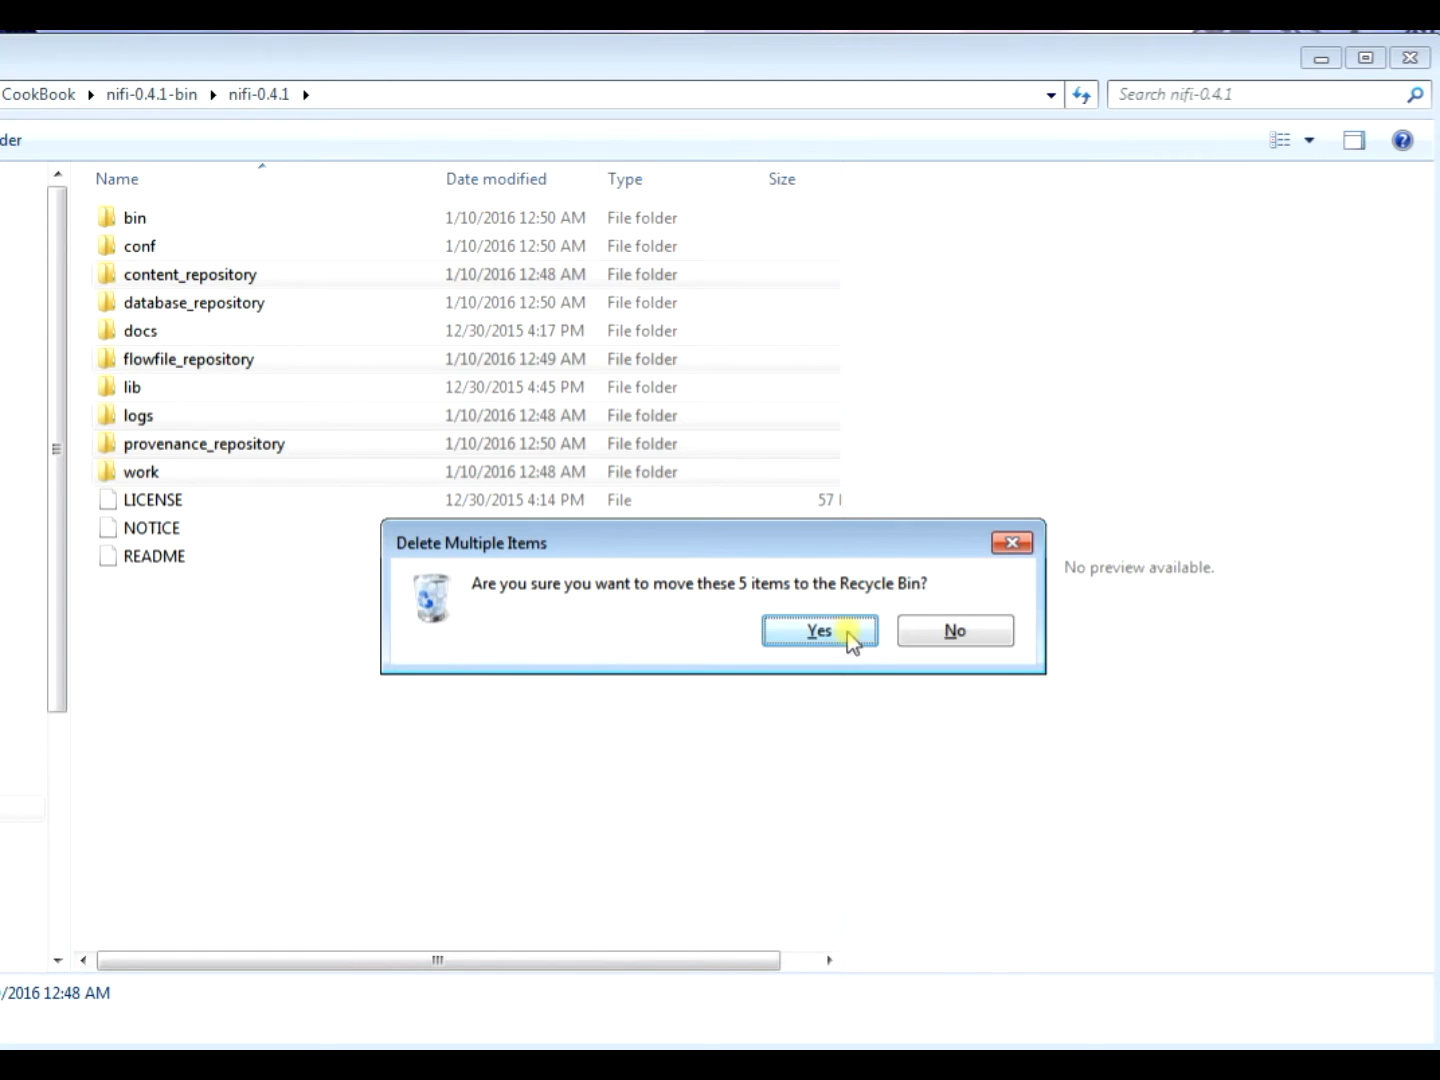 CookBook nifi-0.4.1-bin nifi-0.4.1 Search nifi-0.4.1
der
Name Date modified Type Size
bin 1/10/2016 12:50 AM File folder
conf 1/10/2016 12:50 AM File folder
content_repository 1/10/2016 12:48 AM File folder
database_repository 1/10/2016 12:50 AM File folder
docs 12/30/2015 4:17 PM File folder
flowfile_repository 1/10/2016 12:49 AM File folder
lib 12/30/2015 4:45 PM File folder
logs 1/10/2016 12:48 AM File folder
provenance_repository 1/10/2016 12:50 AM File folder
work 1/10/2016 12:48 AM File folder
LICENSE 12/30/2015 4:14 PM File 57
NOTICE
README
Delete Multiple Items
Are you sure you want to move these 5 items to the Recycle Bin?
Yes No
No preview available.
/2016 12:48 AM